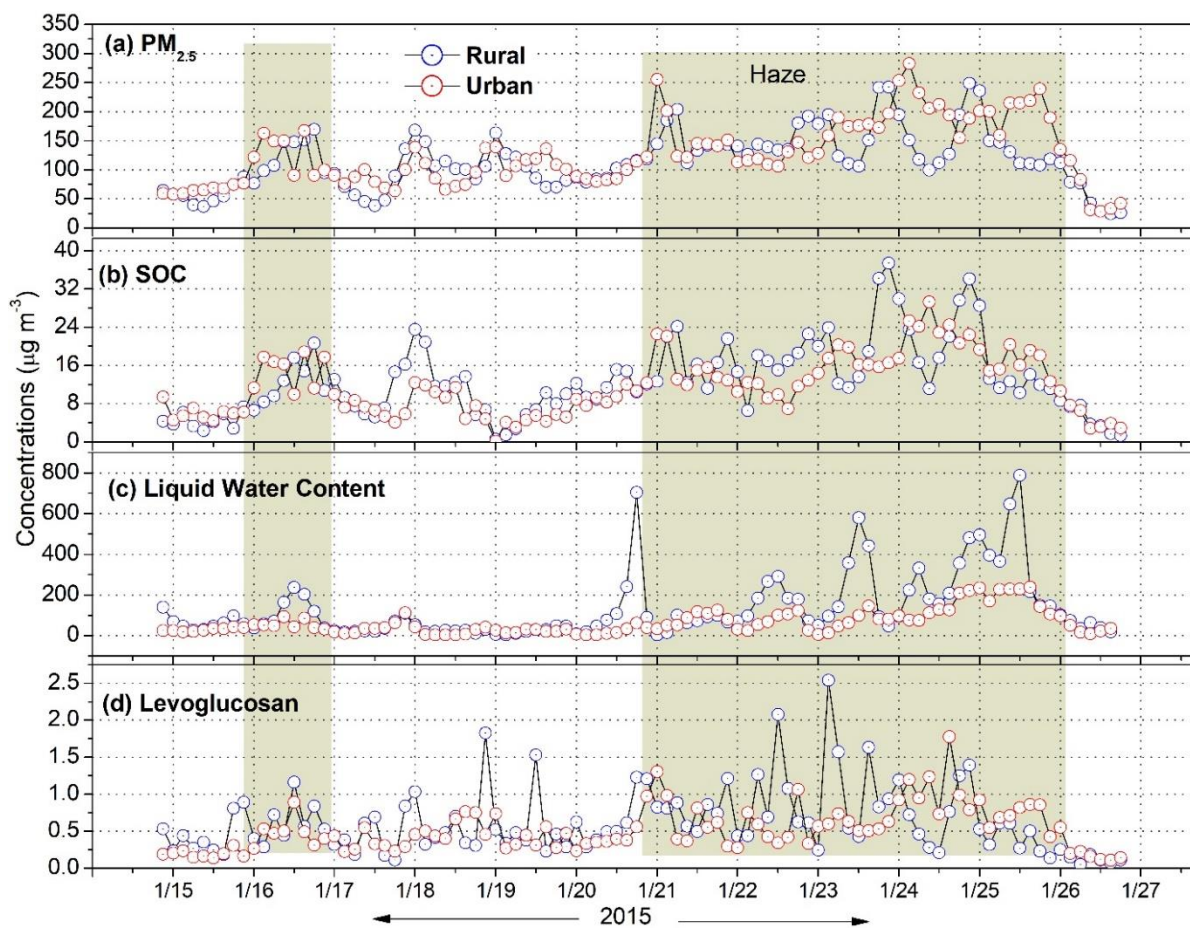 (a) PM2.5
Rural
Urban
Haze
350
300
250
200
150
100
50
0
(b) SOC
40
32
24
16
8
0
Concentrations (μg m-3)
(c) Liquid Water Content
800
600
400
200
0
(d) Levoglucosan
2.5
2.0
1.5
1.0
0.5
0.0
1/15 1/16 1/17 1/18 1/19 1/20 1/21 1/22 1/23 1/24 1/25 1/26 1/27
2015